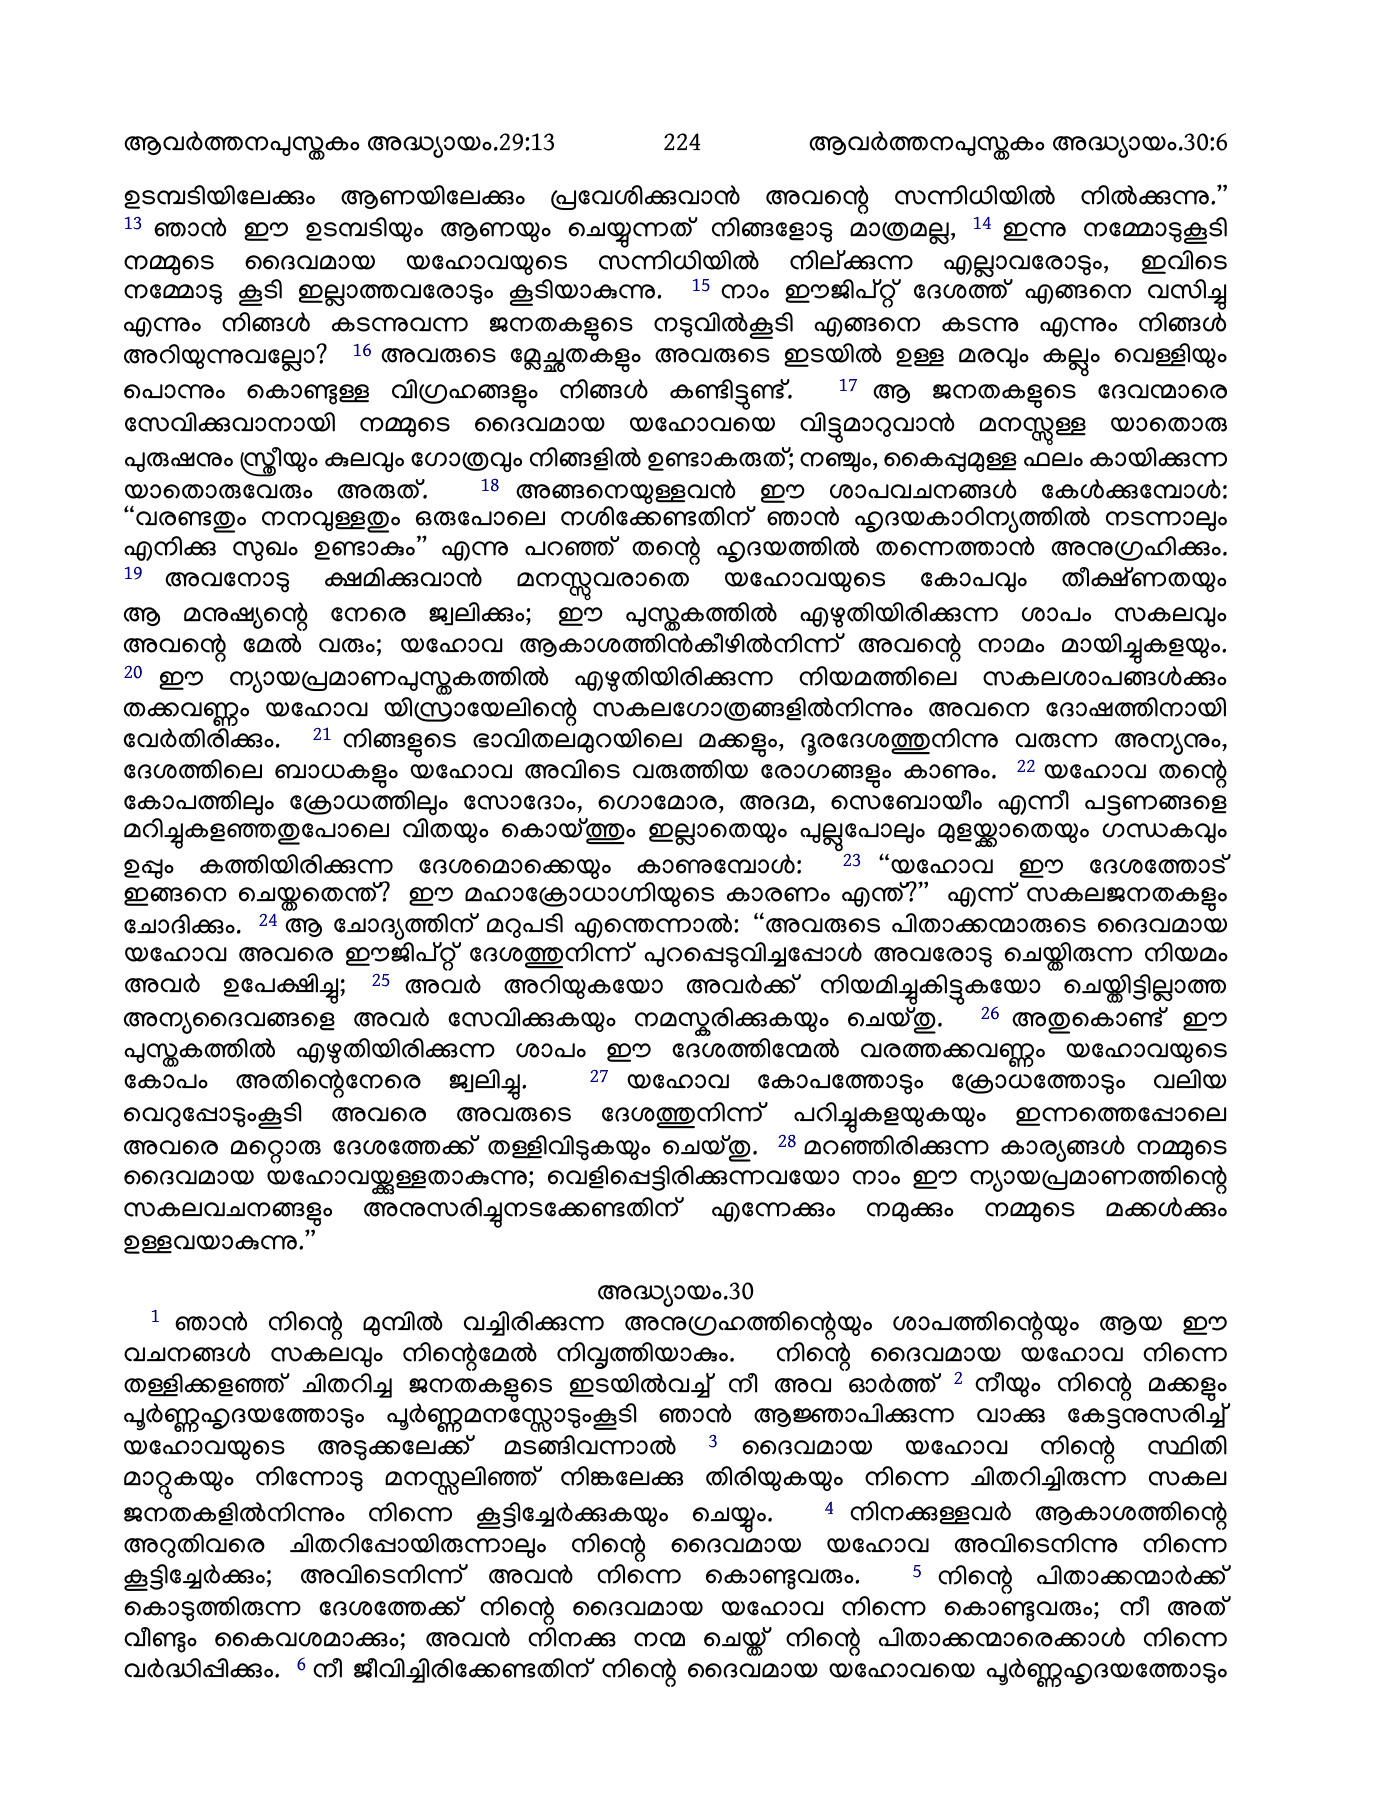 ആവർത്തനപുസ്തകം അദ്ധ്യായം.29:13 224 ആവർത്തനപുസ്തകം അദ്ധ്യായം.30:6
ഉടമ്പടിയിലേക്കും ആണയിലേക്കും പ്രവേശിക്കുവാൻ അവന്റെ സന്നിധിയിൽ നിൽക്കുന്നു.”
13 ഞാൻ ഈ ഉടമ്പടിയും ആണയും ചെയ്യുന്നത് നിങ്ങളോടു മാത്രമല്ല, 14 ഇന്നു നമ്മോടുകൂടി
നമ്മുടെ ദൈവമായ യഹോവയുടെ സന്നിധിയിൽ നില്ക്കുന്ന എല്ലാവരോടും, ഇവിടെ
നമ്മോടു കൂടി ഇല്ലാത്തവരോടും കൂടിയാകുന്നു. 15 നാം ഈജിപ്റ്റ് ദേശത്ത് എങ്ങനെ വസിച്ചു
എന്നും നിങ്ങൾ കടന്നുവന്ന ജനതകളുടെ നടുവിൽകൂടി എങ്ങനെ കടന്നു എന്നും നിങ്ങൾ
അറിയുന്നുവല്ലോ? 16 അവരുടെ മ്ലേച്ഛതകളും അവരുടെ ഇടയിൽ ഉള്ള മരവും കല്ലും വെള്ളിയും
പൊന്നും കൊണ്ടുള്ള വിഗ്രഹങ്ങളും നിങ്ങൾ കണ്ടിട്ടുണ്ട്. 17 ആ ജനതകളുടെ ദേവന്മാരെ
സേവിക്കുവാനായി നമ്മുടെ ദൈവമായ യഹോവയെ വിട്ടുമാറുവാൻ മനസ്സുള്ള യാതൊരു
പുരുഷനും സ്ത്രീയും കുലവും ഗോത്രവും നിങ്ങളിൽ ഉണ്ടാകരുത്; നഞ്ചും, കൈപ്പുമുള്ള ഫലം കായിക്കുന്ന
യാതൊരുവേരും അരുത്. 18 അങ്ങനെയുള്ളവൻ ഈ ശാപവചനങ്ങൾ കേൾക്കുമ്പോൾ:
“വരണ്ടതും നനവുള്ളതും ഒരുപോലെ നശിക്കേണ്ടതിന് ഞാൻ ഹൃദയകാഠിന്യത്തിൽ നടന്നാലും
എനിക്കു സുഖം ഉണ്ടാകും” എന്നു പറഞ്ഞ് തന്റെ ഹൃദയത്തിൽ തന്നെത്താൻ അനുഗ്രഹിക്കും.
19 അവനോടു ക്ഷമിക്കുവാൻ മനസ്സുവരാതെ യഹോവയുടെ കോപവും തീക്ഷ്ണതയും
ആ മനുഷ്യന്റെ നേരെ ജ്വലിക്കും; ഈ പുസ്തകത്തിൽ എഴുതിയിരിക്കുന്ന ശാപം സകലവും
അവന്റെ മേൽ വരും; യഹോവ ആകാശത്തിൻകീഴിൽനിന്ന് അവന്റെ നാമം മായിച്ചുകളയും.
20 ഈ ന്യായപ്രമാണപുസ്തകത്തിൽ എഴുതിയിരിക്കുന്ന നിയമത്തിലെ സകലശാപങ്ങൾക്കും
തക്കവണ്ണം യഹോവ യിസ്രായേലിന്റെ സകലഗോത്രങ്ങളിൽനിന്നും അവനെ ദോഷത്തിനായി
വേർതിരിക്കും. 21 നിങ്ങളുടെ ഭാവിതലമുറയിലെ മക്കളും, ദൂരദേശത്തുനിന്നു വരുന്ന അന്യനും,
ദേശത്തിലെ ബാധകളും യഹോവ അവിടെ വരുത്തിയ രോഗങ്ങളും കാണും. 22 യഹോവ തന്റെ
കോപത്തിലും ക്രോധത്തിലും സോദോം, ഗൊമോര, അദമ, സെബോയീം എന്നീ പട്ടണങ്ങളെ
മറിച്ചുകളഞ്ഞതുപോലെ വിതയും കൊയ്ത്തും ഇല്ലാതെയും പുല്ലുപോലും മുളയ്ക്കാതെയും ഗന്ധകവും
ഉപ്പും കത്തിയിരിക്കുന്ന ദേശമൊക്കെയും കാണുമ്പോൾ: 23 “യഹോവ ഈ ദേശത്തോട്
ഇങ്ങനെ ചെയ്തതെന്ത്? ഈ മഹാക്രോധാഗ്നിയുടെ കാരണം എന്ത്?” എന്ന് സകലജനതകളും
ചോദിക്കും. 24 ആ ചോദ്യത്തിന് മറുപടി എന്തെന്നാൽ: “അവരുടെ പിതാക്കന്മാരുടെ ദൈവമായ
യഹോവ അവരെ ഈജിപ്റ്റ് ദേശത്തുനിന്ന് പുറപ്പെടുവിച്ചപ്പോൾ അവരോടു ചെയ്തിരുന്ന നിയമം
അവർ ഉപേക്ഷിച്ചു; 25 അവർ അറിയുകയോ അവർക്ക് നിയമിച്ചുകിട്ടുകയോ ചെയ്തിട്ടില്ലാത്ത
അന്യദൈവങ്ങളെ അവർ സേവിക്കുകയും നമസ്കരിക്കുകയും ചെയ്തു. 26 അതുകൊണ്ട് ഈ
പുസ്തകത്തിൽ എഴുതിയിരിക്കുന്ന ശാപം ഈ ദേശത്തിന്മേൽ വരത്തക്കവണ്ണം യഹോവയുടെ
കോപം അതിന്റെനേരെ ജ്വലിച്ചു. 27 യഹോവ കോപത്തോടും ക്രോധത്തോടും വലിയ
വെറുപ്പോടുംകൂടി അവരെ അവരുടെ ദേശത്തുനിന്ന് പറിച്ചുകളയുകയും ഇന്നത്തെപ്പോലെ
അവരെ മറ്റൊരു ദേശത്തേക്ക് തള്ളിവിടുകയും ചെയ്തു. 28 മറഞ്ഞിരിക്കുന്ന കാര്യങ്ങൾ നമ്മുടെ
ദൈവമായ യഹോവയ്ക്കുള്ളതാകുന്നു; വെളിപ്പെട്ടിരിക്കുന്നവയോ നാം ഈ ന്യായപ്രമാണത്തിന്റെ
സകലവചനങ്ങളും അനുസരിച്ചുനടക്കേണ്ടതിന് എന്നേക്കും നമുക്കും നമ്മുടെ മക്കൾക്കും
ഉള്ളവയാകുന്നു.”
അദ്ധ്യായം.30
1 ഞാൻ നിന്റെ മുമ്പിൽ വച്ചിരിക്കുന്ന അനുഗ്രഹത്തിന്റെയും ശാപത്തിന്റെയും ആയ ഈ
വചനങ്ങൾ സകലവും നിന്റെമേൽ നിവൃത്തിയാകും. നിന്റെ ദൈവമായ യഹോവ നിന്നെ
തള്ളിക്കളഞ്ഞ് ചിതറിച്ച ജനതകളുടെ ഇടയിൽവച്ച് നീ അവ ഓർത്ത് 2 നീയും നിന്റെ മക്കളും
പൂർണ്ണഹൃദയത്തോടും പൂർണ്ണമനസ്സോടുംകൂടി ഞാൻ ആജ്ഞാപിക്കുന്ന വാക്കു കേട്ടനുസരിച്ച്
യഹോവയുടെ അടുക്കലേക്ക് മടങ്ങിവന്നാൽ 3 ദൈവമായ യഹോവ നിന്റെ സ്ഥിതി
മാറ്റുകയും നിന്നോടു മനസ്സലിഞ്ഞ് നിങ്കലേക്കു തിരിയുകയും നിന്നെ ചിതറിച്ചിരുന്ന സകല
ജനതകളിൽനിന്നും നിന്നെ കൂട്ടിച്ചേർക്കുകയും ചെയ്യും. 4 നിനക്കുള്ളവർ ആകാശത്തിന്റെ
അറുതിവരെ ചിതറിപ്പോയിരുന്നാലും നിന്റെ ദൈവമായ യഹോവ അവിടെനിന്നു നിന്നെ
കൂട്ടിച്ചേർക്കും; അവിടെനിന്ന് അവൻ നിന്നെ കൊണ്ടുവരും. 5 നിന്റെ പിതാക്കന്മാർക്ക്
കൊടുത്തിരുന്ന ദേശത്തേക്ക് നിന്റെ ദൈവമായ യഹോവ നിന്നെ കൊണ്ടുവരും; നീ അത്
വീണ്ടും കൈവശമാക്കും; അവൻ നിനക്കു നന്മ ചെയ്ത് നിന്റെ പിതാക്കന്മാരെക്കാൾ നിന്നെ
വർദ്ധിപ്പിക്കും. 6 നീ ജീവിച്ചിരിക്കേണ്ടതിന് നിന്റെ ദൈവമായ യഹോവയെ പൂർണ്ണഹൃദയത്തോടും